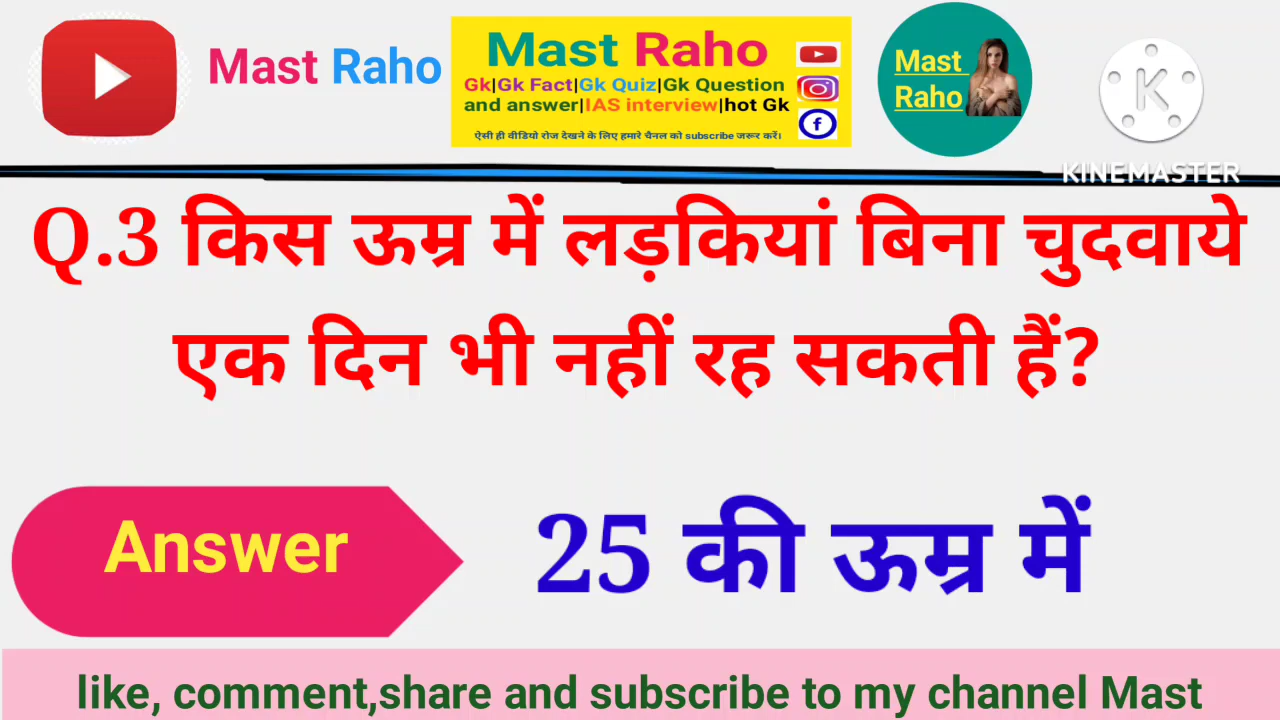 Mast Raho
Mast Raho
Gk|Gk Fact|Gk Quiz|Gk Question
and answer|IAS interview|hot Gk
ऐसी ही वीडियो रोज देखने के लिए हमारे चैनल को subscribe जरूर करें।
Mast
Raho
K
KINEMASTER
Q.3 किस ऊम्र में लड़कियां बिना चुदवाये
एक दिन भी नहीं रह सकती हैं?
Answer
25 की ऊम्र में
like, comment,share and subscribe to my channel Mast